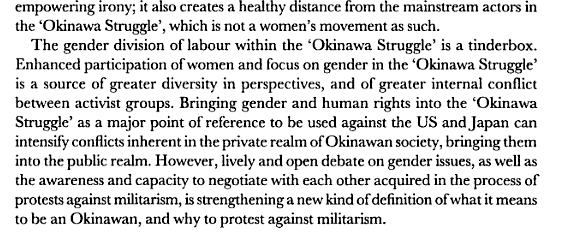 empowering irony; it also creates a healthy distance from the mainstream actors in
the ‘Okinawa Struggle’, which is not a women’s movement as such.
The gender division of labour within the ‘Okinawa Struggle’ is a tinderbox.
Enhanced participation of women and focus on gender in the ‘Okinawa Struggle’
is a source of greater diversity in perspectives, and of greater internal conflict
between activist groups. Bringing gender and human rights into the ‘Okinawa
Struggle’ as a major point of reference to be used against the US and Japan can
intensify conflicts inherent in the private realm of Okinawan society, bringing them
into the public realm. However, lively and open debate on gender issues, as well as
the awareness and capacity to negotiate with each other acquired in the process of
protests against militarism, is strengthening a new kind of definition of what it means
to be an Okinawan, and why to protest against militarism.